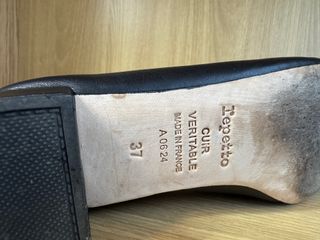 repetto
CUIR
VERITABLE
MADE IN FRANCE
A 06 24
37